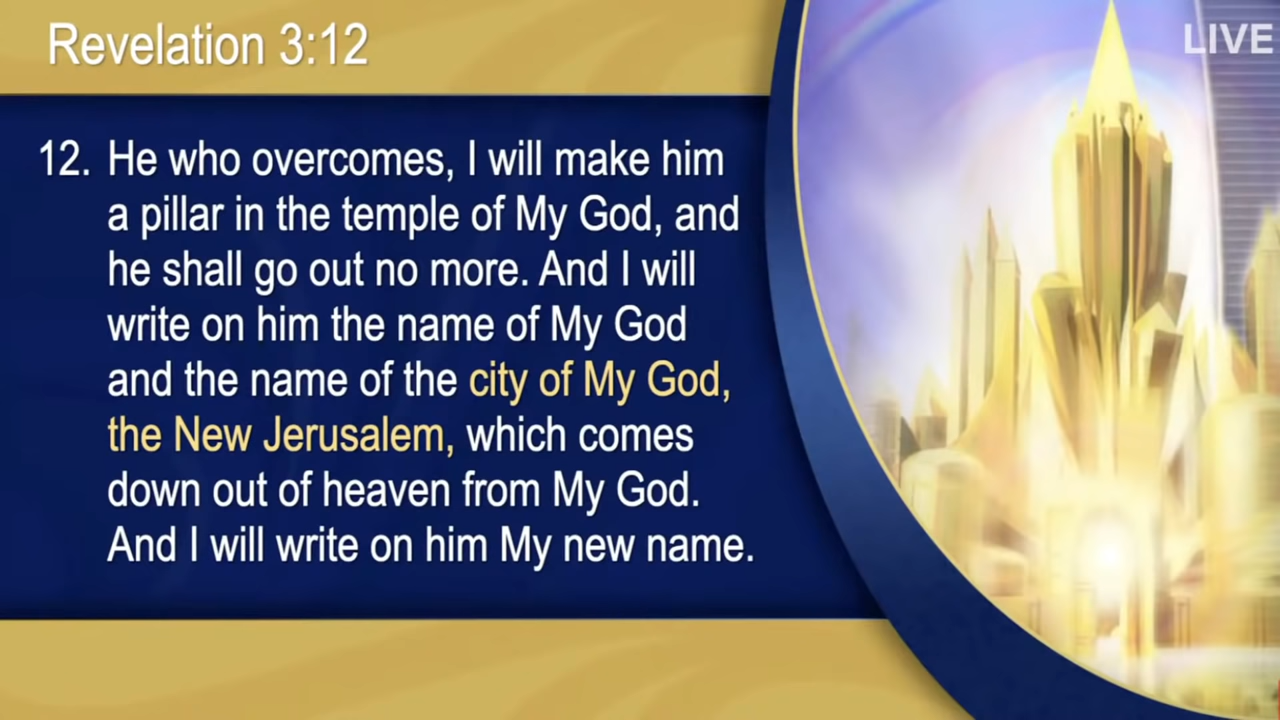 Revelation 3:12
LIVE
12. He who overcomes, I will make him
a pillar in the temple of My God, and
he shall go out no more. And I will
write on him the name of My God
and the name of the city of My God,
the New Jerusalem, which comes
down out of heaven from My God.
And I will write on him My new name.